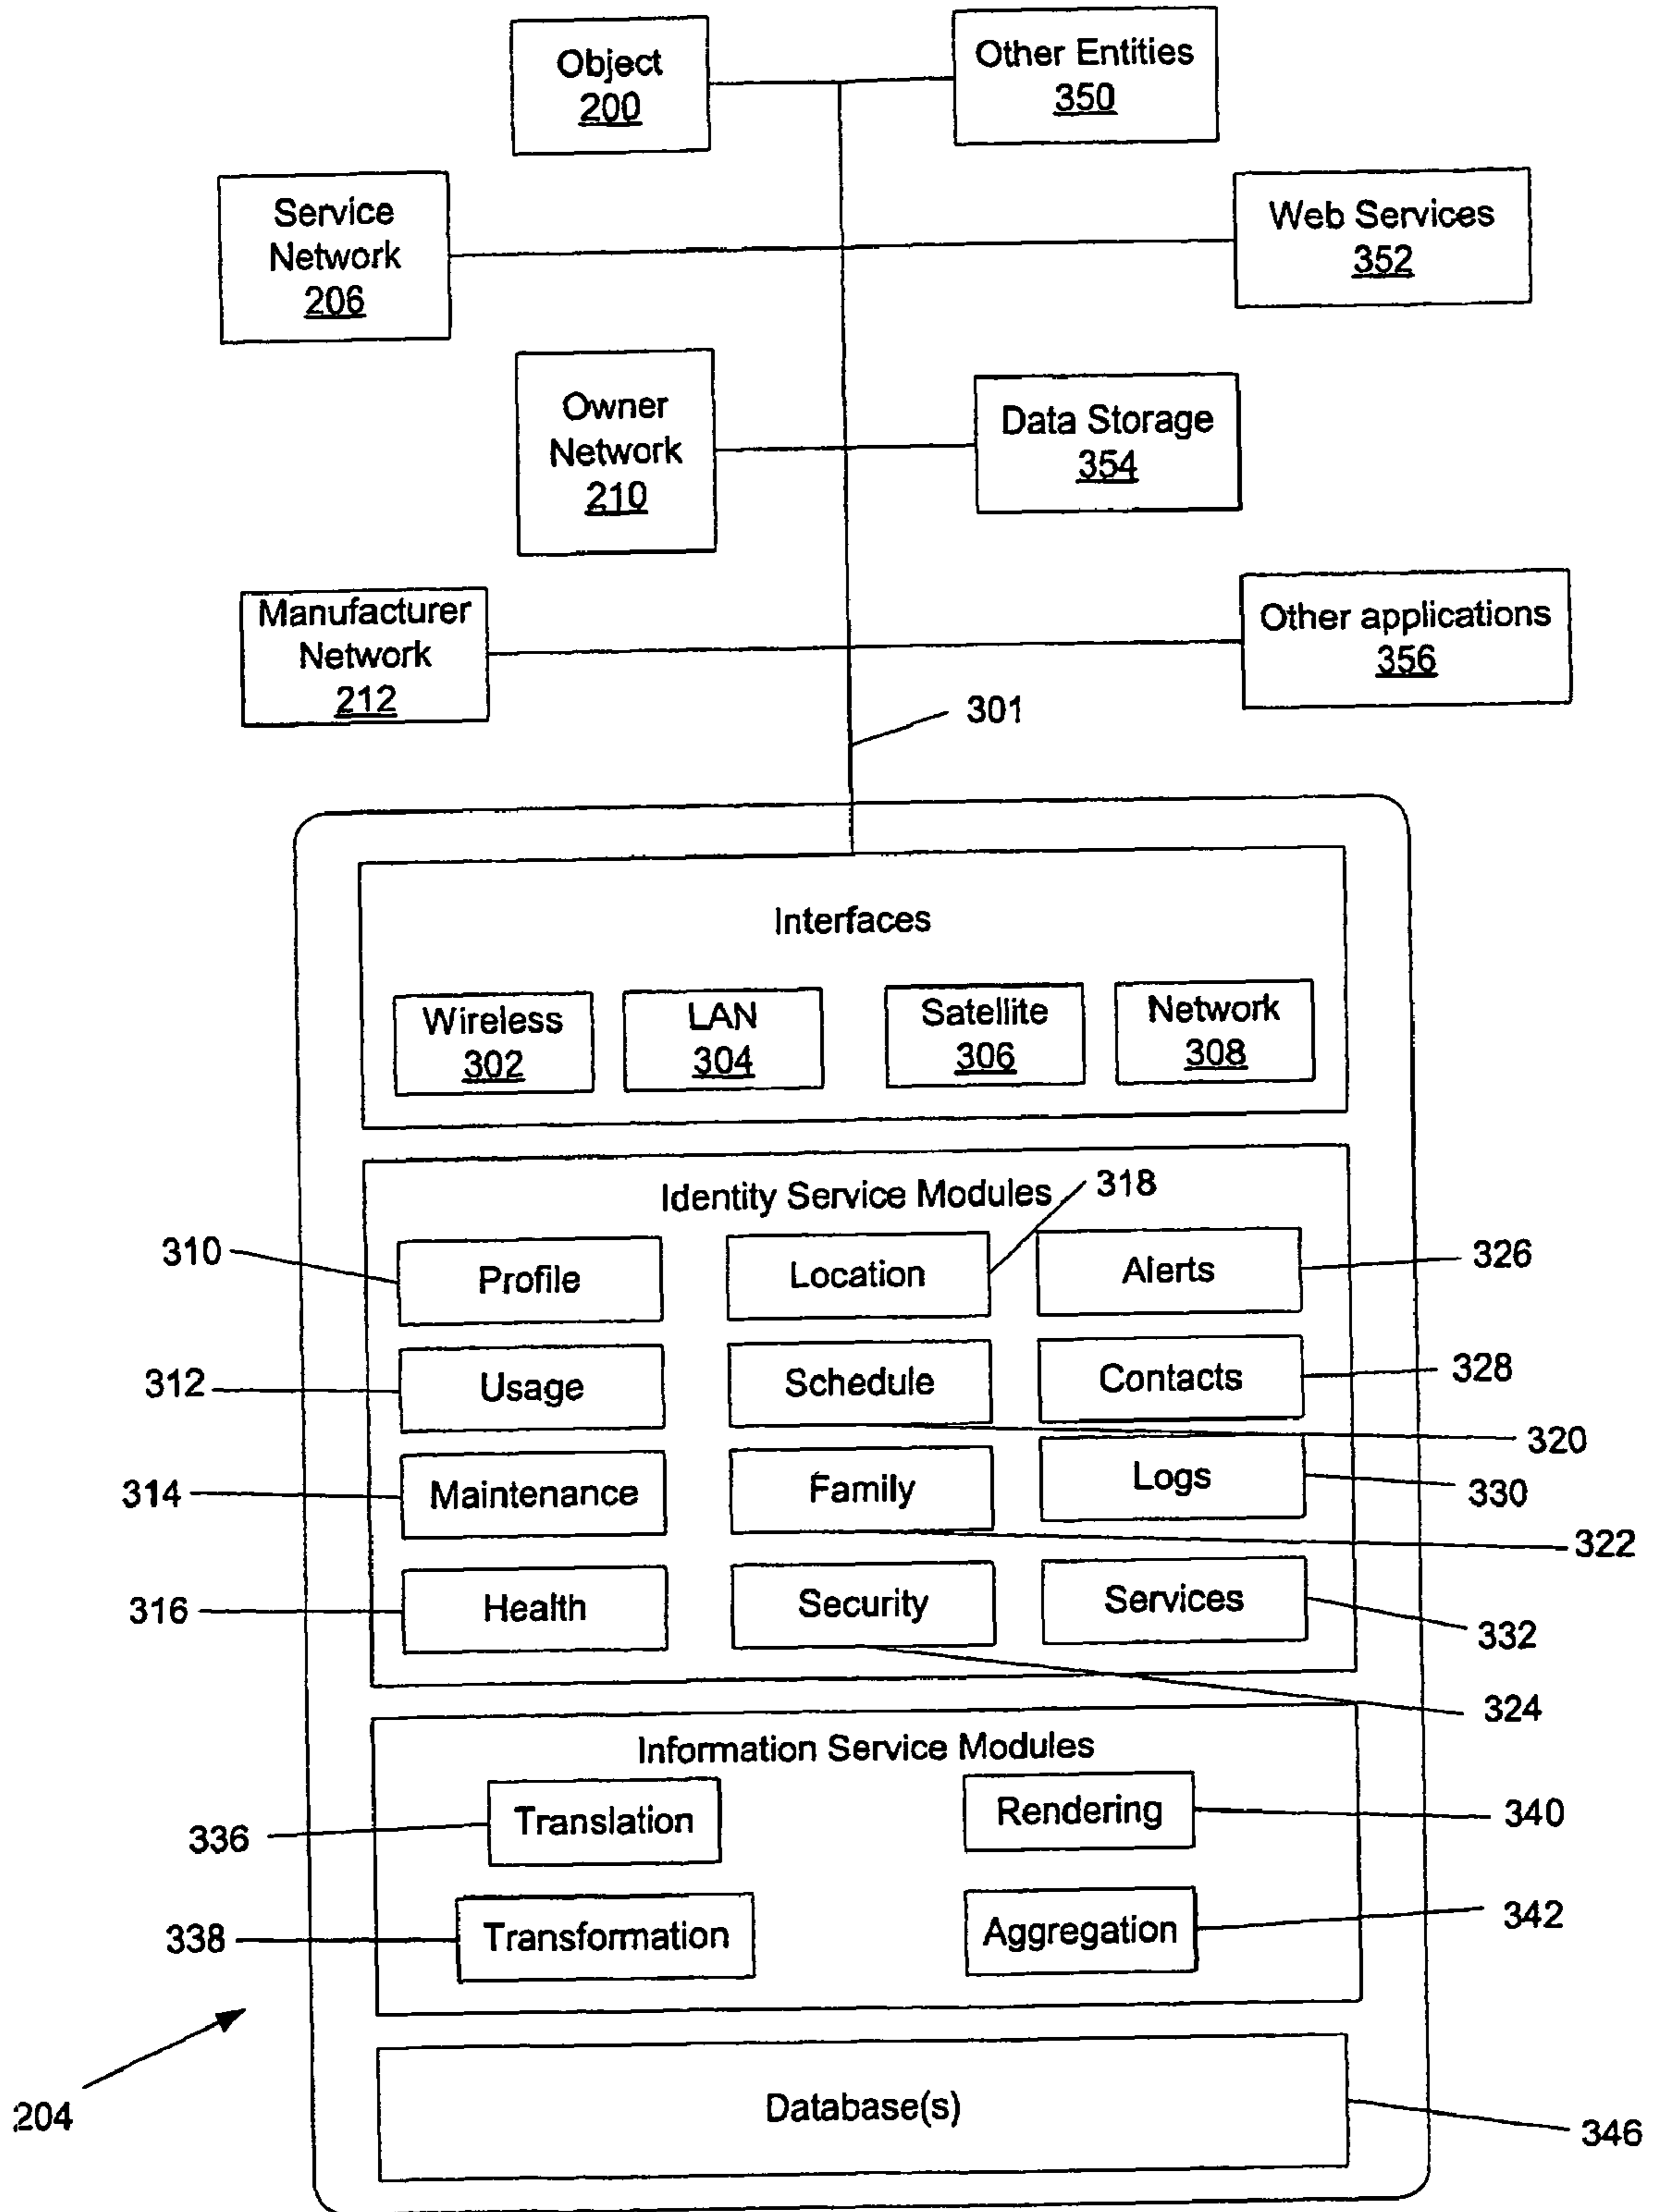 Object
200
Other Entities
350
Service
Network
206
Web Services
352
Owner
Network
210
Data Storage
354
Manufacturer
Network
212
Other applications
356
301
Interfaces
Wireless
302
LAN
304
Satellite
306
Network
308
Identity Service Modules
318
310
Profile
Location
Alerts
326
312
Usage
Schedule
Contacts
328
320
314
Maintenance
Family
Logs
330
322
316
Health
Security
Services
332
324
Information Service Modules
336
Translation
Rendering
340
338
Transformation
Aggregation
342
204
Database(s)
346